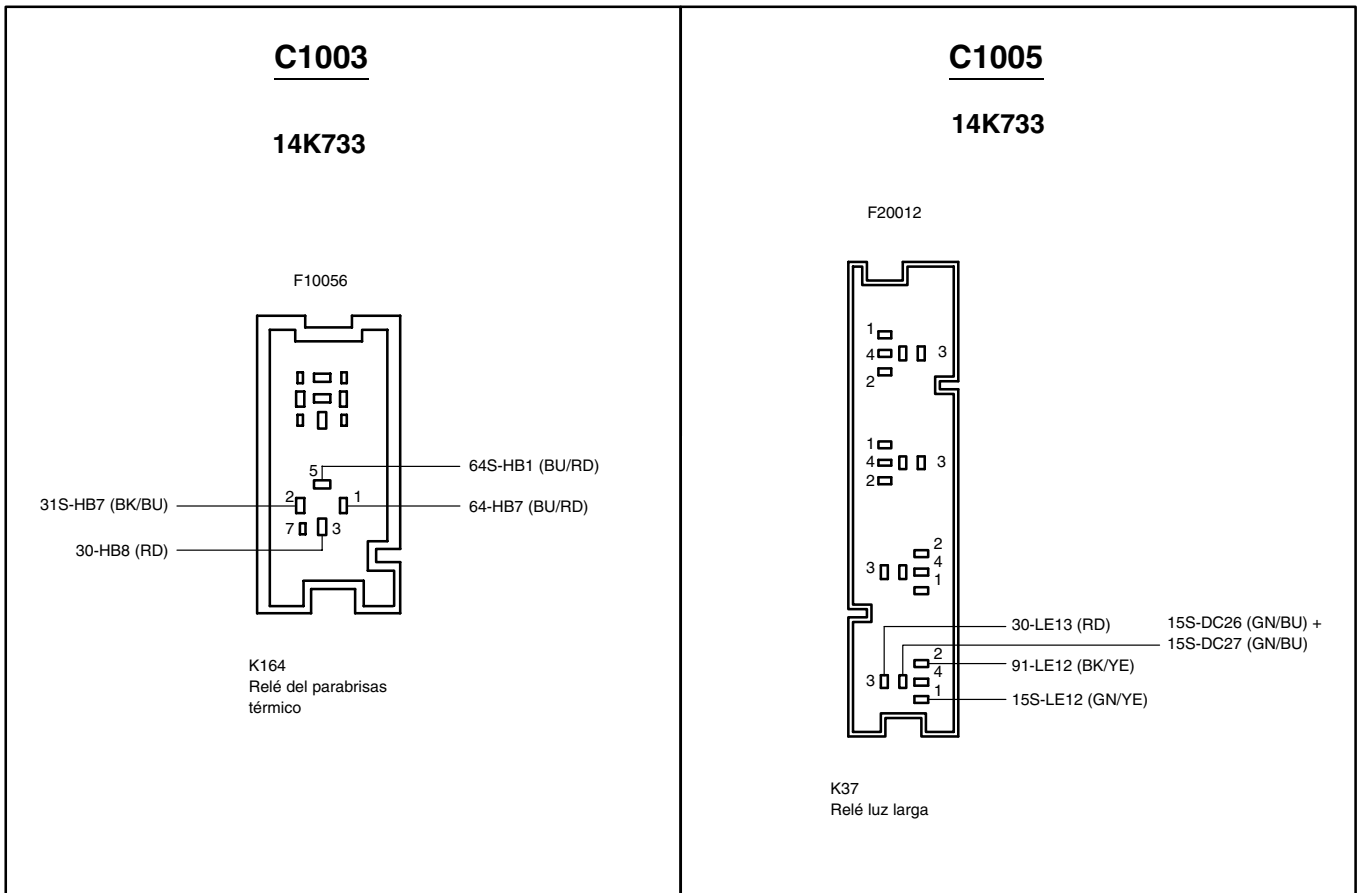 C1003
14K733
F10056
5
64S-HB1 (BU/RD)
31S-HB7 (BK/BU)
2
1
64-HB7 (BU/RD)
7
3
30-HB8 (RD)
K164
Relé del parabrisas
térmico
C1005
14K733
F20012
1
4
3
2
1
4
3
2
2
3
4
1
30-LE13 (RD)
15S-DC26 (GN/BU) +
15S-DC27 (GN/BU)
2
91-LE12 (BK/YE)
3
4
1
15S-LE12 (GN/YE)
K37
Relé luz larga